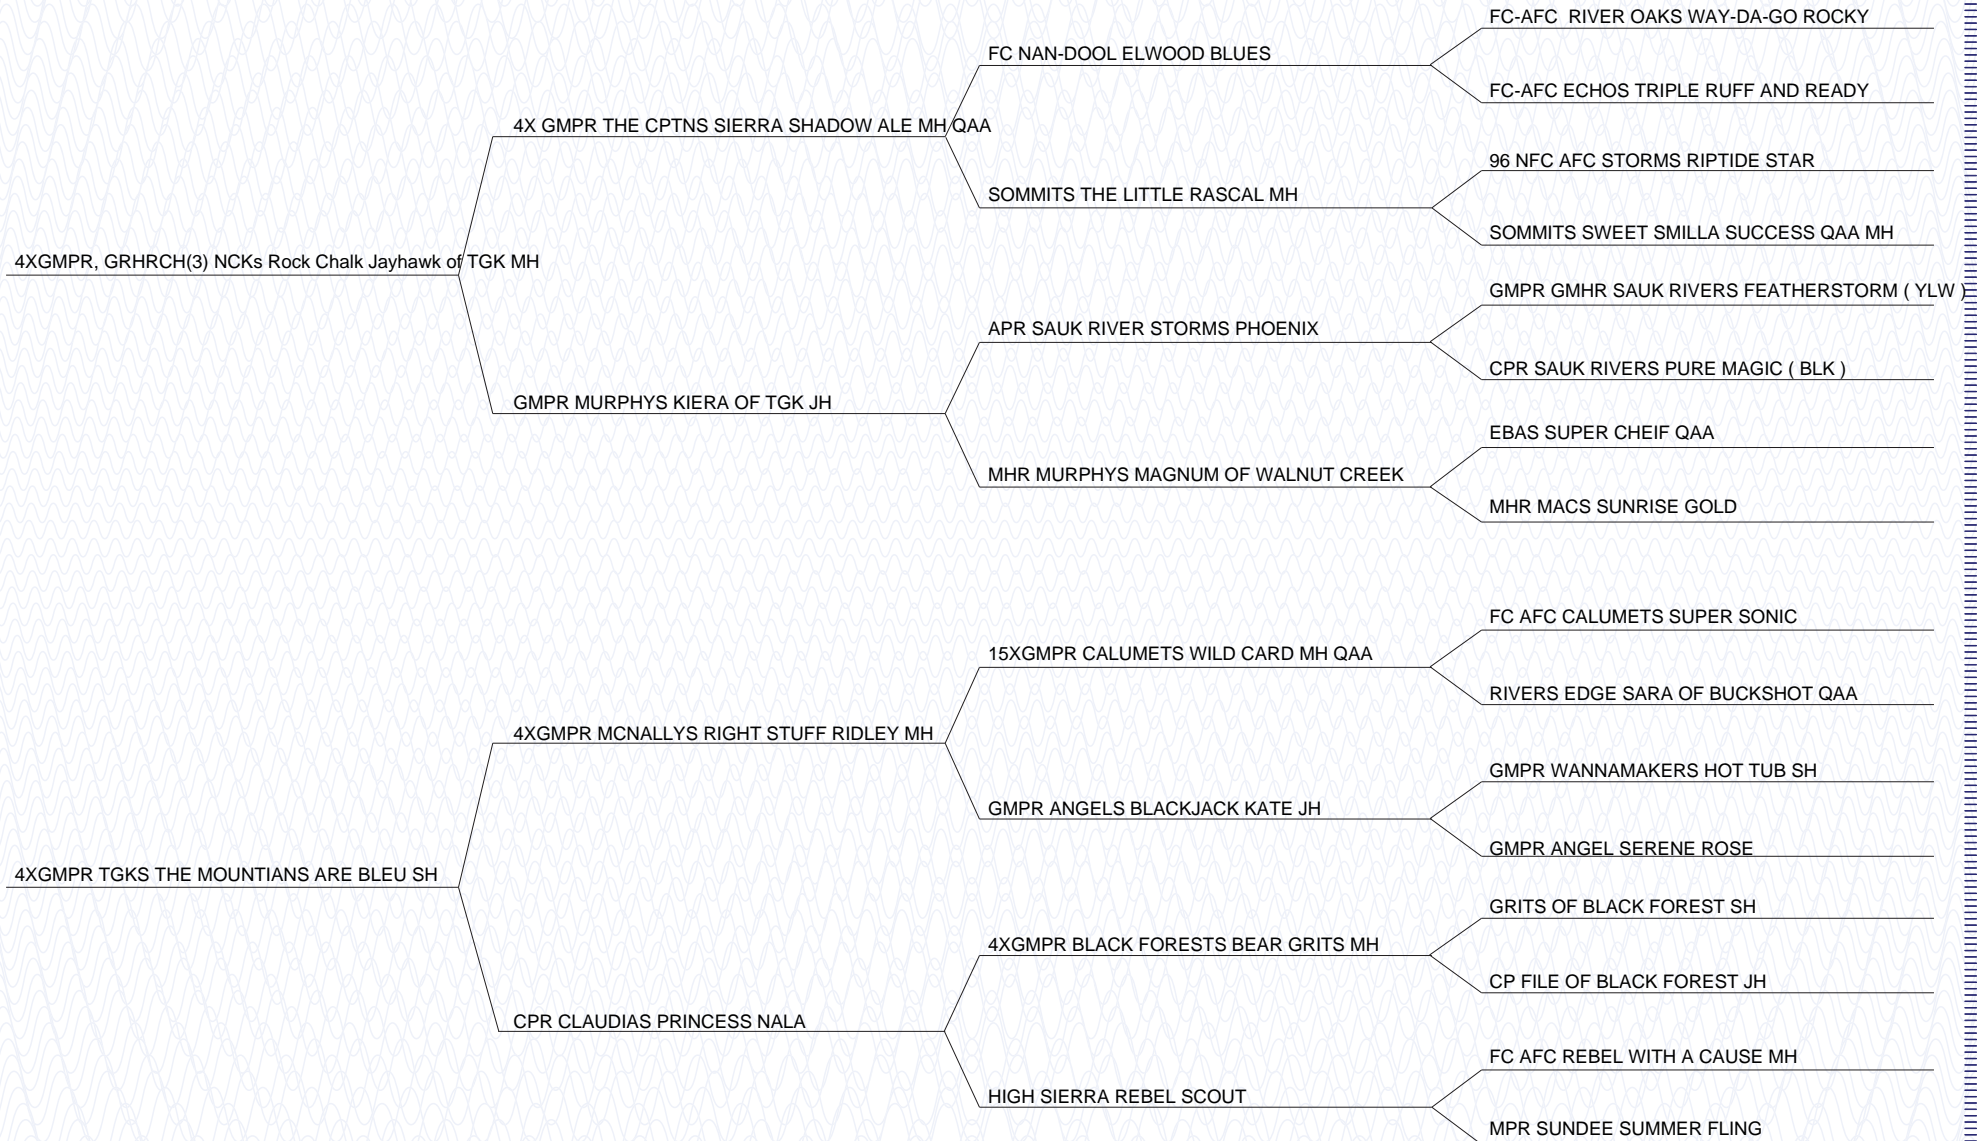 FC-AFC  RIVER OAKS WAY-DA-GO ROCKY
FC NAN-DOOL ELWOOD BLUES
FC-AFC ECHOS TRIPLE RUFF AND READY
4X GMPR THE CPTNS SIERRA SHADOW ALE MH QAA
96 NFC AFC STORMS RIPTIDE STAR
SOMMITS THE LITTLE RASCAL MH
SOMMITS SWEET SMILLA SUCCESS QAA MH
4XGMPR, GRHRCH(3) NCKs Rock Chalk Jayhawk of TGK MH
GMPR GMHR SAUK RIVERS FEATHERSTORM ( YLW )
APR SAUK RIVER STORMS PHOENIX
CPR SAUK RIVERS PURE MAGIC ( BLK )
GMPR MURPHYS KIERA OF TGK JH
EBAS SUPER CHEIF QAA
MHR MURPHYS MAGNUM OF WALNUT CREEK
MHR MACS SUNRISE GOLD
FC AFC CALUMETS SUPER SONIC
15XGMPR CALUMETS WILD CARD MH QAA
RIVERS EDGE SARA OF BUCKSHOT QAA
4XGMPR MCNALLYS RIGHT STUFF RIDLEY MH
GMPR WANNAMAKERS HOT TUB SH
GMPR ANGELS BLACKJACK KATE JH
GMPR ANGEL SERENE ROSE
4XGMPR TGKS THE MOUNTIANS ARE BLEU SH
GRITS OF BLACK FOREST SH
4XGMPR BLACK FORESTS BEAR GRITS MH
CP FILE OF BLACK FOREST JH
CPR CLAUDIAS PRINCESS NALA
FC AFC REBEL WITH A CAUSE MH
HIGH SIERRA REBEL SCOUT
MPR SUNDEE SUMMER FLING